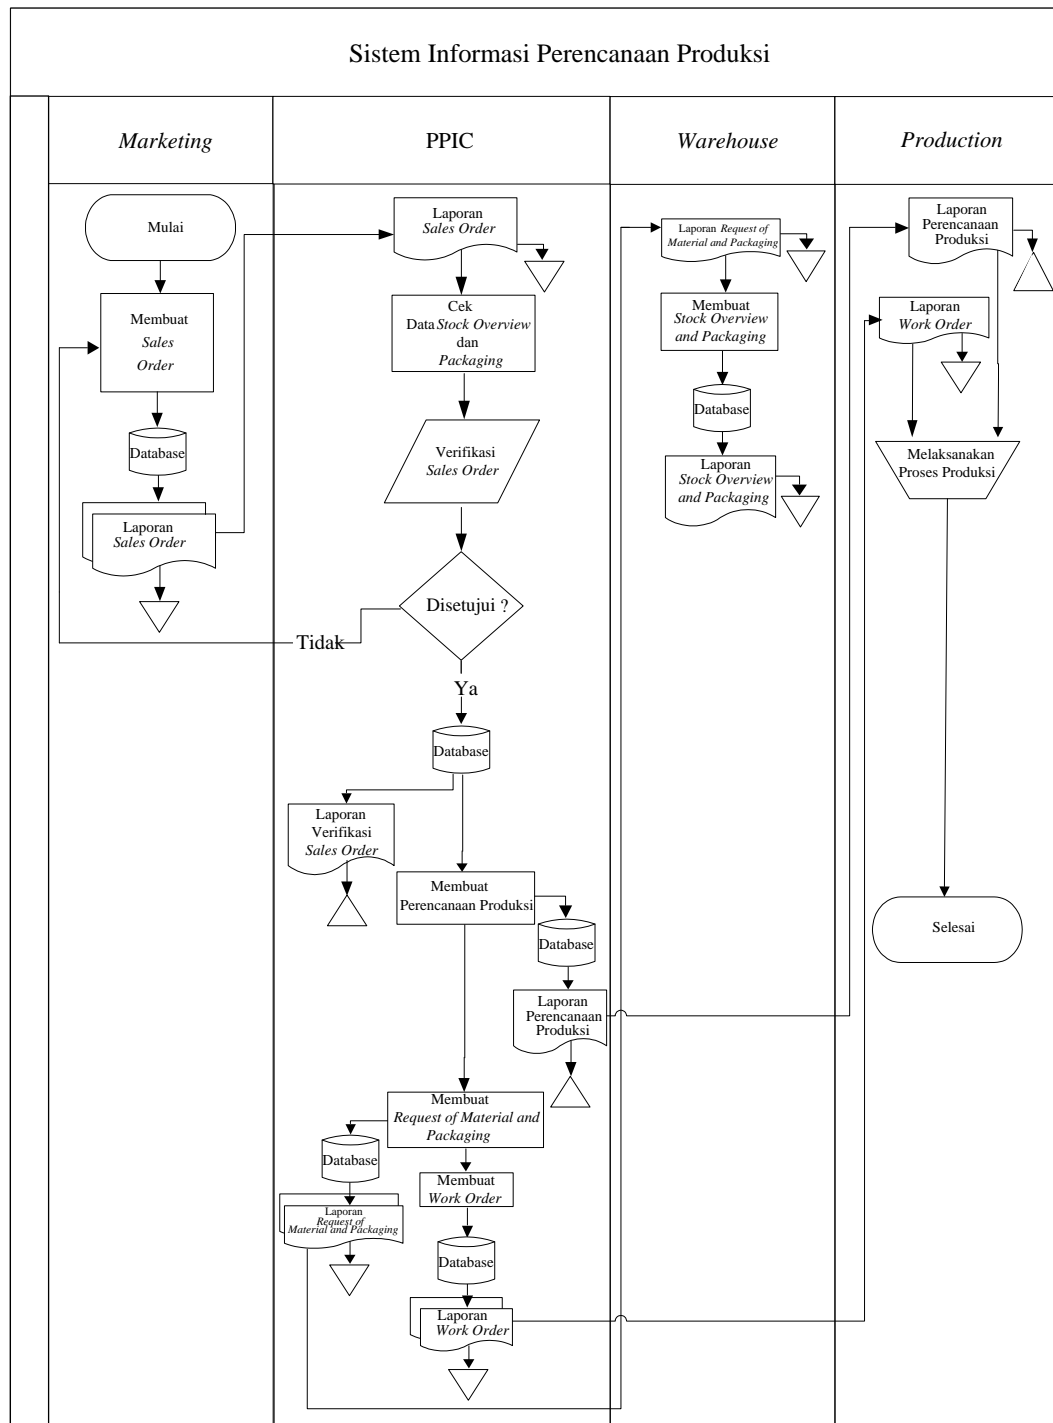 Sistem Informasi Perencanaan Produksi
Marketing
PPIC
Warehouse
Production
Mulai
Membuat
Sales
Order
Database
Laporan
Sales Order
Laporan
Sales Order
Cek
Data Stock Overview
dan
Packaging
Verifikasi
Sales Order
Disetujui ?
Tidak
Ya
Database
Laporan
Verifikasi
Sales Order
Membuat
Perencanaan Produksi
Database
Laporan
Perencanaan
Produksi
Membuat
Request of Material and
Packaging
Database
Laporan
Request of
Material and Packaging
Membuat
Work Order
Database
Laporan
Work Order
Laporan Request of
Material and Packaging
Membuat
Stock Overview
and Packaging
Database
Laporan
Stock Overview
and Packaging
Laporan
Perencanaan
Produksi
Laporan
Work Order
Melaksanakan
Proses Produksi
Selesai